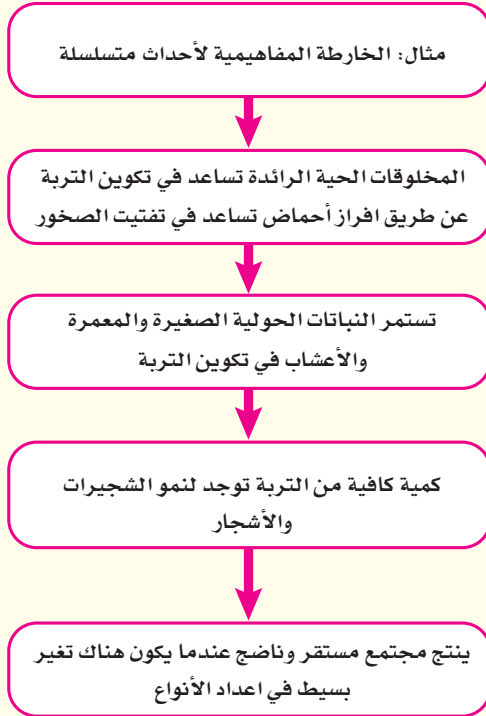 مثال: الخارطة المفاهيمية لأحداث متسلسلة
المخلوقات الحية الرائدة تساعد في تكوين التربة
عن طريق افراز أحماض تساعد في تفتيت الصخور
تستمر النباتات الحولية الصغيرة والمعمرة
والأعشاب في تكوين التربة
كمية كافية من التربة توجد لنمو الشجيرات
والأشجار
ينتج مجتمع مستقر وناضج عندما يكون هناك تغير
بسيط في اعداد الأنواع